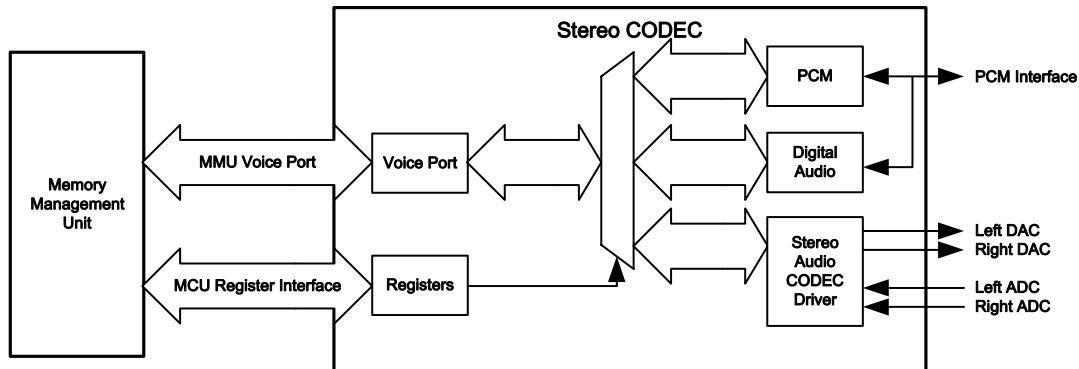 Stereo CODEC
Memory
Management
Unit
MMU Voice Port
Voice Port
MCU Register Interface
Registers
PCM
PCM Interface
Digital
Audio
Stereo
Audio
CODEC
Driver
Left DAC
Right DAC
Left ADC
Right ADC